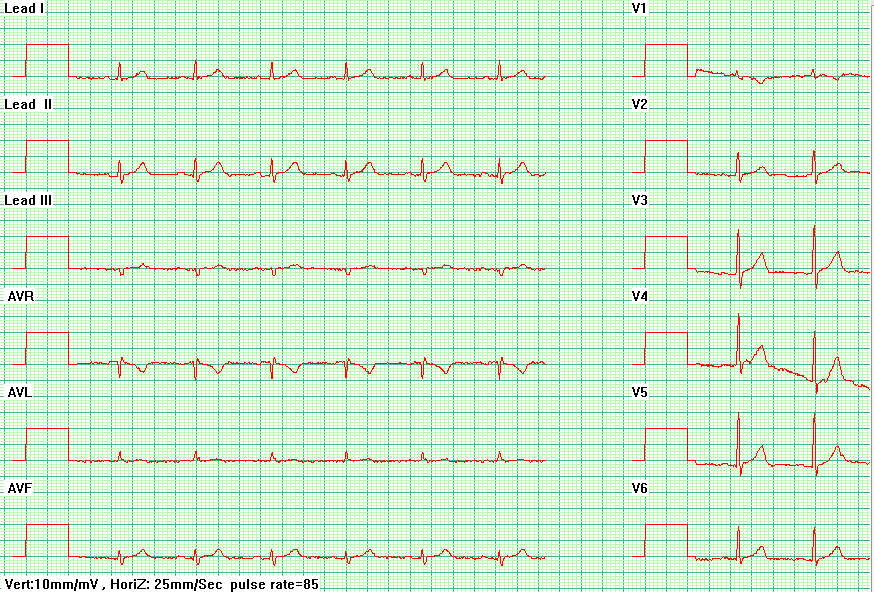 Lead I
V1
Lead II
V2
Lead III
V3
AVR
V4
AVL
V5
AVF
V6
Vert:10mm/mV , HoriZ: 25mm/Sec pulse rate=85